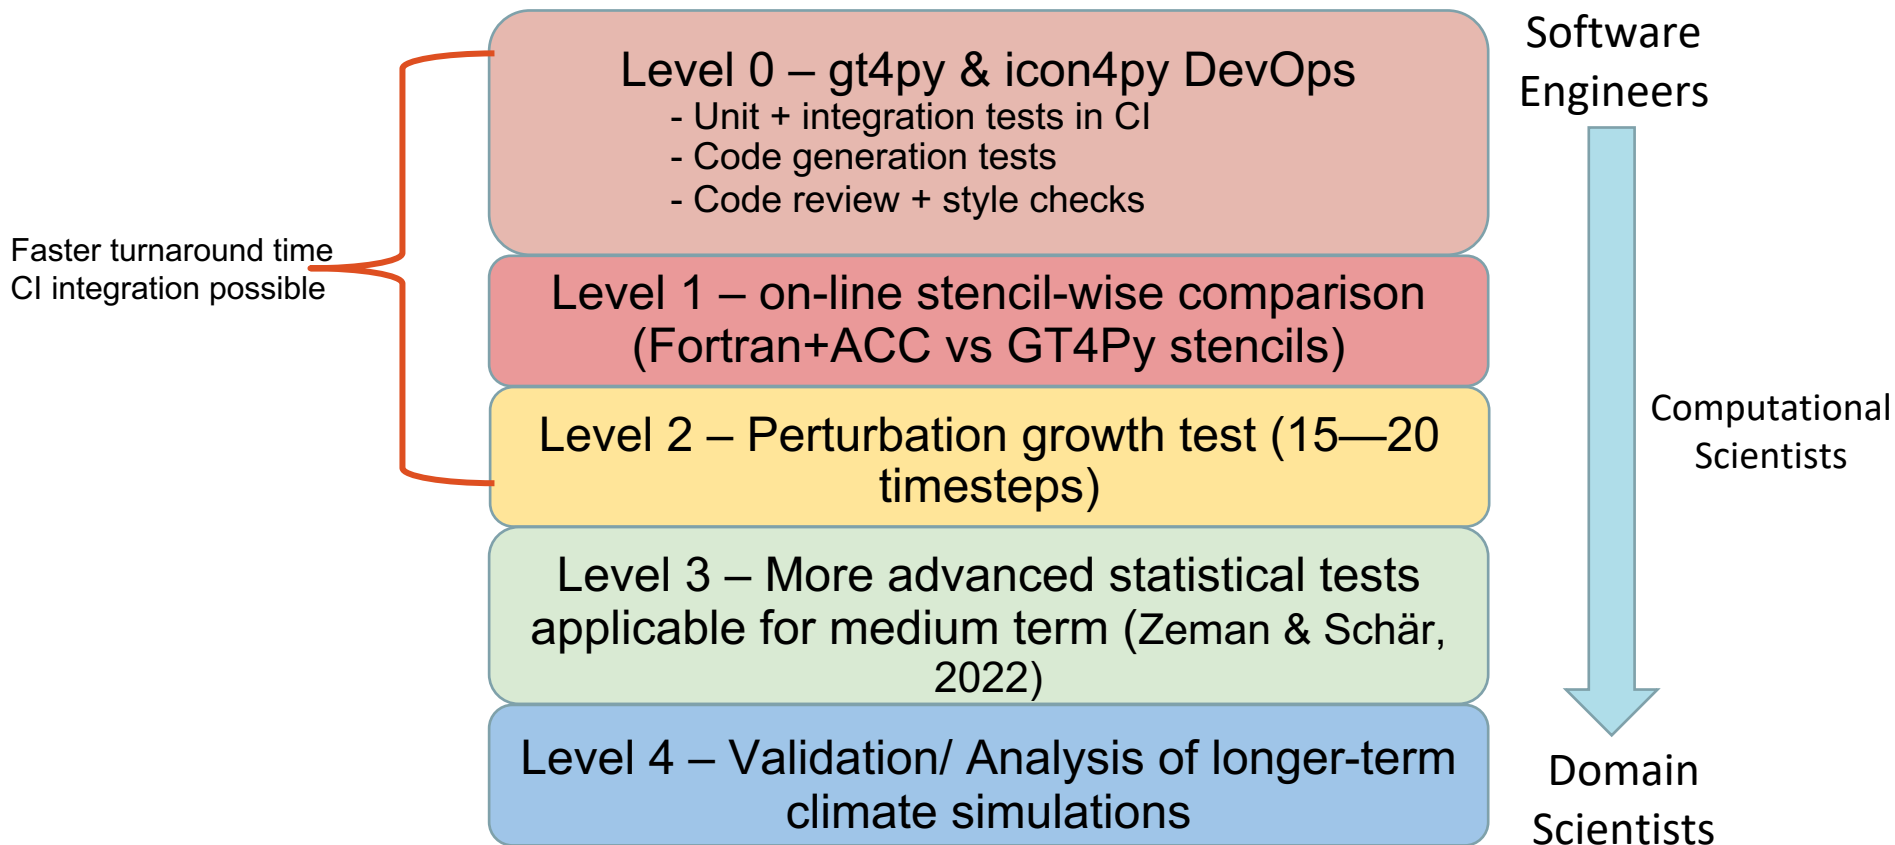 Faster turnaround time
CI integration possible
Level 0 – gt4py & icon4py DevOps
- Unit + integration tests in CI
- Code generation tests
- Code review + style checks
Level 1 – on-line stencil-wise comparison
(Fortran+ACC vs GT4Py stencils)
Level 2 – Perturbation growth test (15—20
timesteps)
Level 3 – More advanced statistical tests
applicable for medium term (Zeman & Schär,
2022)
Level 4 – Validation/ Analysis of longer-term
climate simulations
Software
Engineers
Computational
Scientists
Domain
Scientists